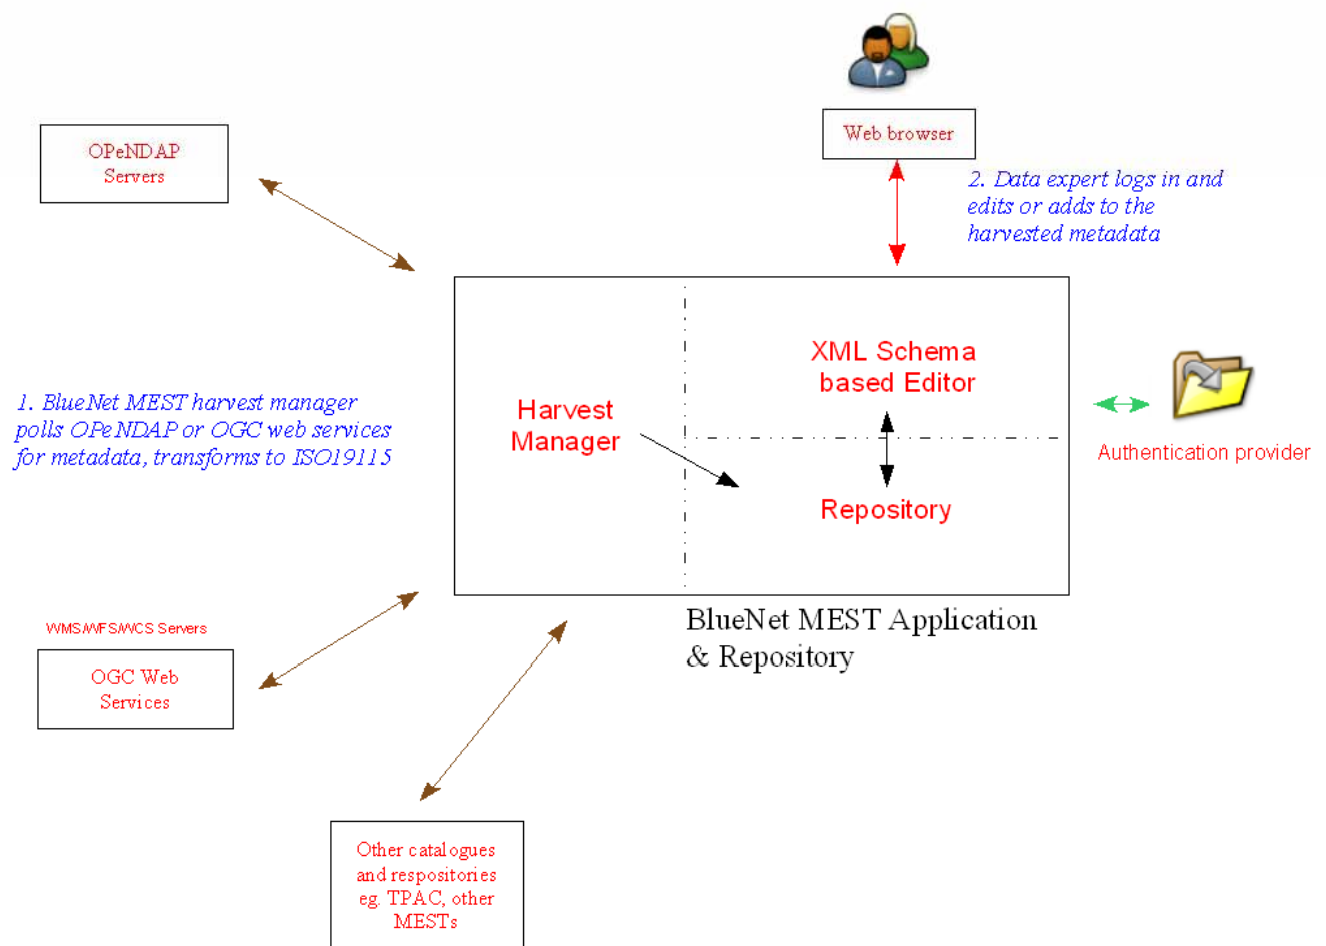 Web browser
OPeNDAP
Servers
2. Data expert logs in and
edits or adds to the
harvested metadata
XML Schema
based Editor
Harvest
Manager
1. BlueNet MEST harvest manager
polls OPeNDAP or OGC web services
for metadata, transforms to ISO19115
Authentication provider
Repository
BlueNet MEST Application
& Repository
WMS/WFS/WCS Servers
OGC Web
Services
Other catalogues
and respositories
eg. TPAC, other
MESTs